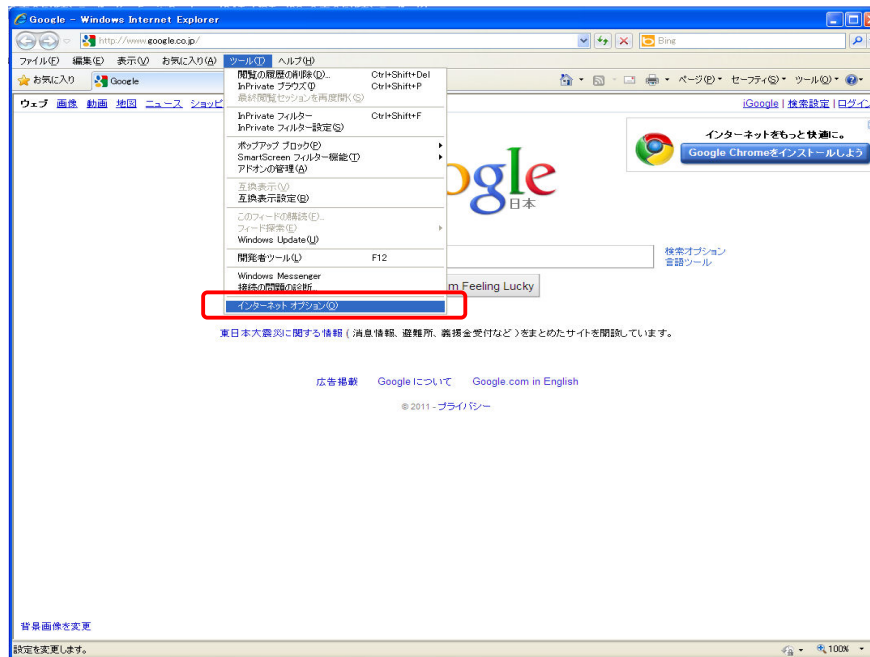 Google - Windows Internet Explorer
http://www.google.co.jp/
Bing
ファイル(F) 編集(E) 表示(V) お気に入り(A) ツール(T) ヘルプ(H)
お気に入り Google ページ(P) セーフティ(S) ツール(O)
ウェブ 画像 動画 地図 ニュース ショッピ iGoogle | 検索設定 | ログイン
閲覧の履歴の削除(D)... Ctrl+Shift+Del
InPrivate ブラウズ(I) Ctrl+Shift+P
最終閲覧セッションを再度開く(S)
InPrivate フィルター Ctrl+Shift+F
InPrivate フィルター設定(S)
ポップアップ ブロック(P)
SmartScreen フィルター機能(T)
アドオンの管理(A)
互換表示(V)
互換表示設定(B)
このフィードの購読(F)...
フィード探索(E)
Windows Update(U)
開発者ツール(L) F12
Windows Messenger
接続の問題の診断...
インターネット オプション(O)
インターネットをもっと快適に。
Google Chromeをインストールしよう
ogle
日本
検索オプション
言語ツール
m Feeling Lucky
東日本大震災に関する情報 ( 消息情報、避難所、義援金受付など ) をまとめたサイトを開設しています。
広告掲載 Google について Google.com in English
© 2011 - プライバシー
背景画像を変更
設定を変更します。 100%